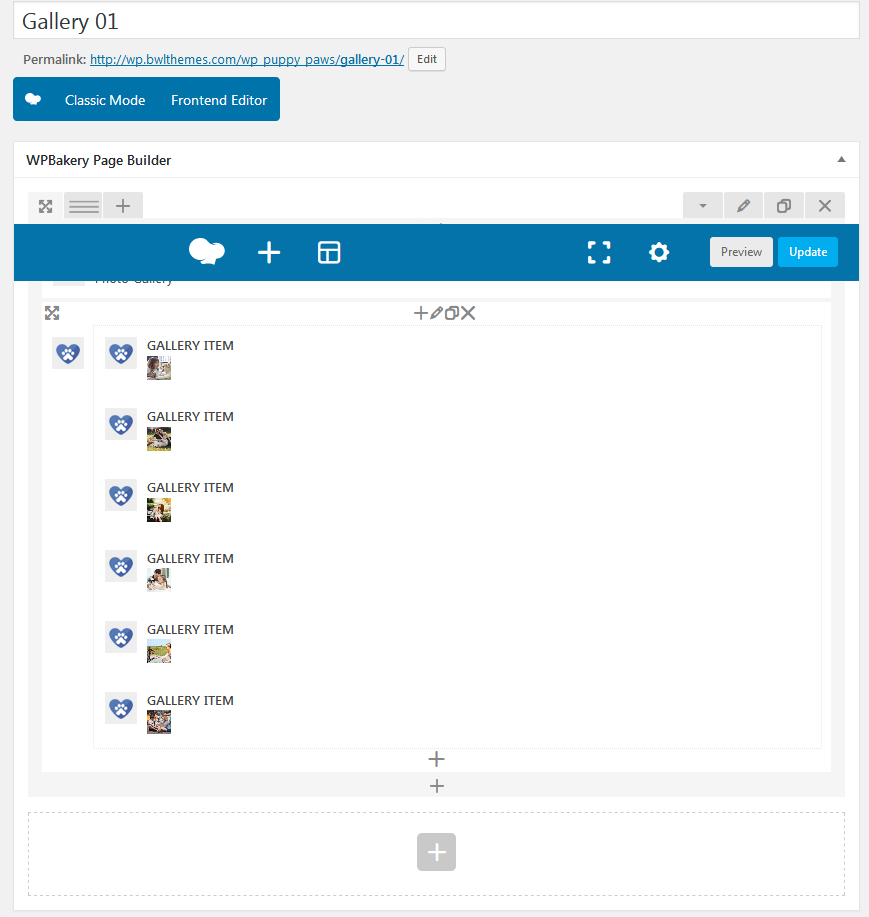 Gallery 01
Permalink: http://wp.bwlthemes.com/wp_puppy_paws/gallery-01/ Edit
Classic Mode Frontend Editor
WPBakery Page Builder
Preview Update
Photo Gallery
GALLERY ITEM
GALLERY ITEM
GALLERY ITEM
GALLERY ITEM
GALLERY ITEM
GALLERY ITEM